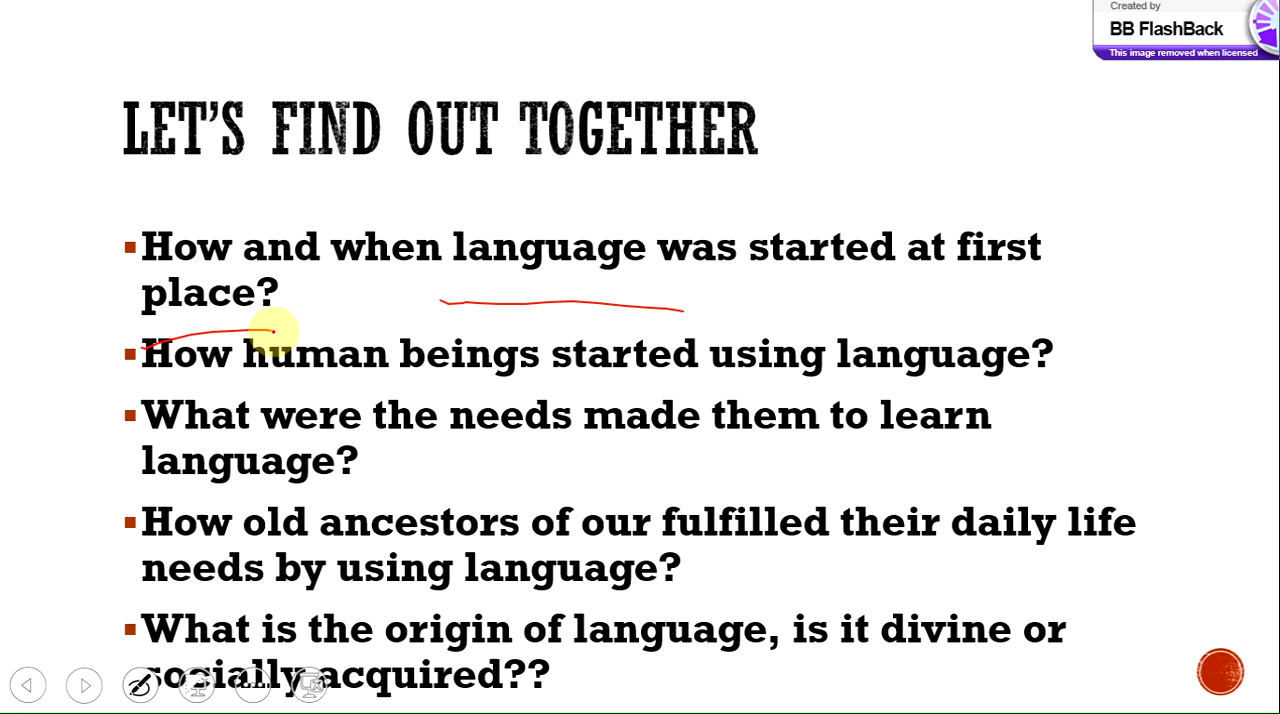 Created by
BB FlashBack
This image removed when licensed
LET'S FIND OUT TOGETHER
How and when language was started at first
place?
How human beings started using language?
What were the needs made them to learn
language?
How old ancestors of our fulfilled their daily life
needs by using language?
What is the origin of language, is it divine or
socially acquired??